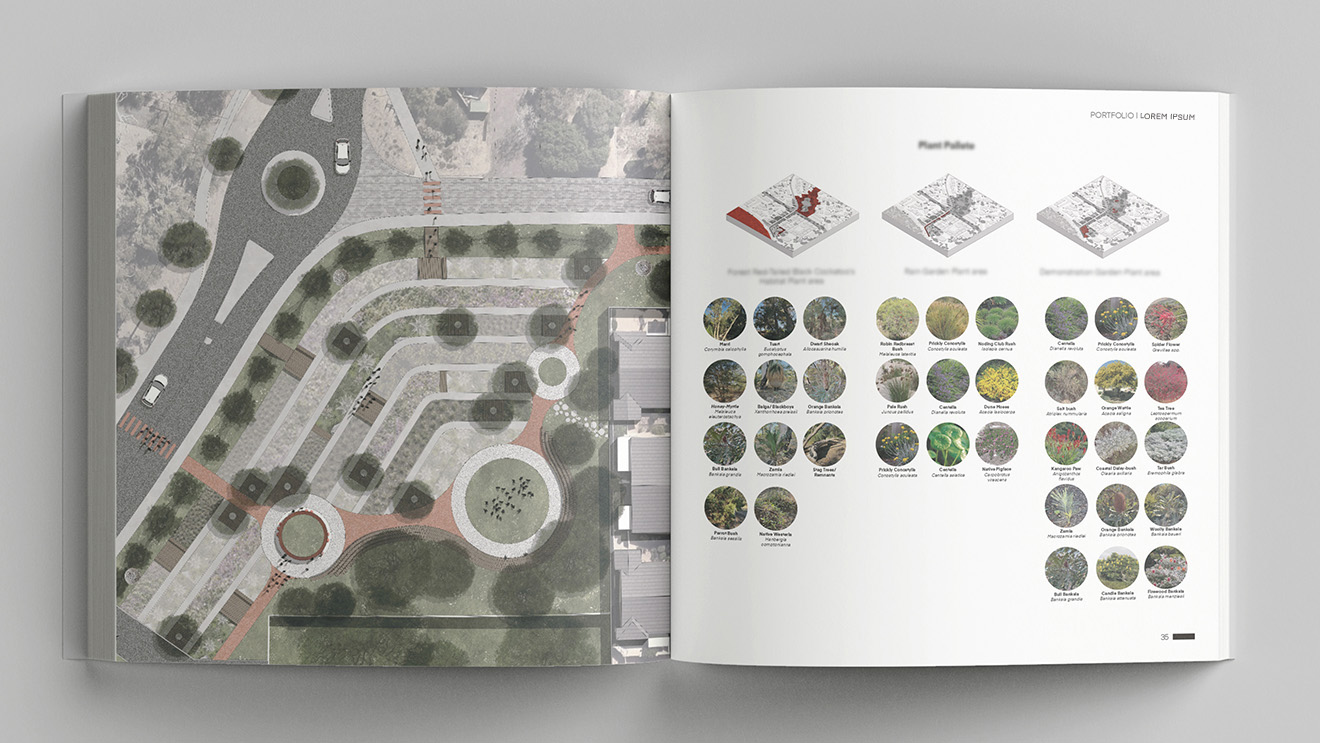 PORTFOLIO | LOREM IPSUM
Plant Pallete
Forest Red-Tailed Black Cockatoo's
Habitat Plant area
Rain Garden Plant area
Demonstration Garden Plant area
Marri
Corymbia calophylla
Tuart
Eucalyptus
gomphocephala
Dwarf Sheoak
Allocasuarina humilis
Honey-Myrtle
Melaleuca
Balga/ Blackboys
Xanthorrhoea preissii
Orange Banksia
Banksia prionotes
Bull Banksia
Banksia grandis
Zamia
Macrozamia riedlei
Stag Trees/
Remnants
Parrot Bush
Banksia sessilis
Native Wisteria
Hardenbergia
comptoniana
Robin Redbreast
Bush
Melaleuca lateritia
Prickly Conostylis
Conostylis aculeata
Noding Club Rush
Isolepis cernua
Pale Rush
Juncus pallidus
Dianella revoluta
Dune Moses
Acacia lasiocarpa
Prickly Conostylis
Conostylis aculeata
Centella
Centella asiatica
Native Pigface
Carpobrotus
virescens
Dianella revoluta
Prickly Conostylis
Conostylis aculeata
Spider Flower
Grevillea spp.
Salt bush
Atriplex nummularia
Orange Wattle
Acacia saligna
Tea Tree
Leptospermum
scoparium
Kangaroo Paw
Anigozanthos
flavidus
Coastal Daisy-bush
Olearia axillaris
Tar Bush
Eremophila glabra
Zamia
Macrozamia riedlei
Orange Banksia
Banksia prionotes
Woolly Banksia
Banksia baueri
Bull Banksia
Banksia grandis
Candle Banksia
Banksia attenuata
Firewood Banksia
Banksia menziesii
35